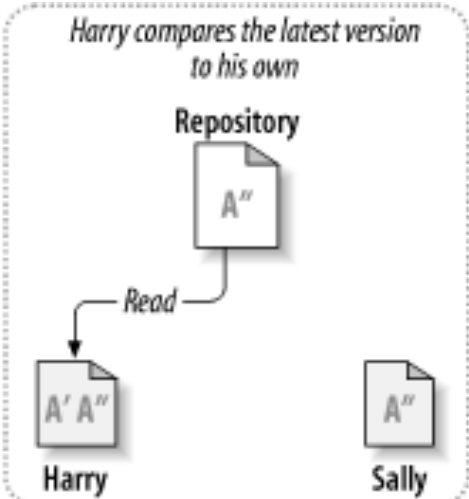 Harry compares the latest version
to his own
Repository
A″
Read
A′ A″
A″
Harry
Sally